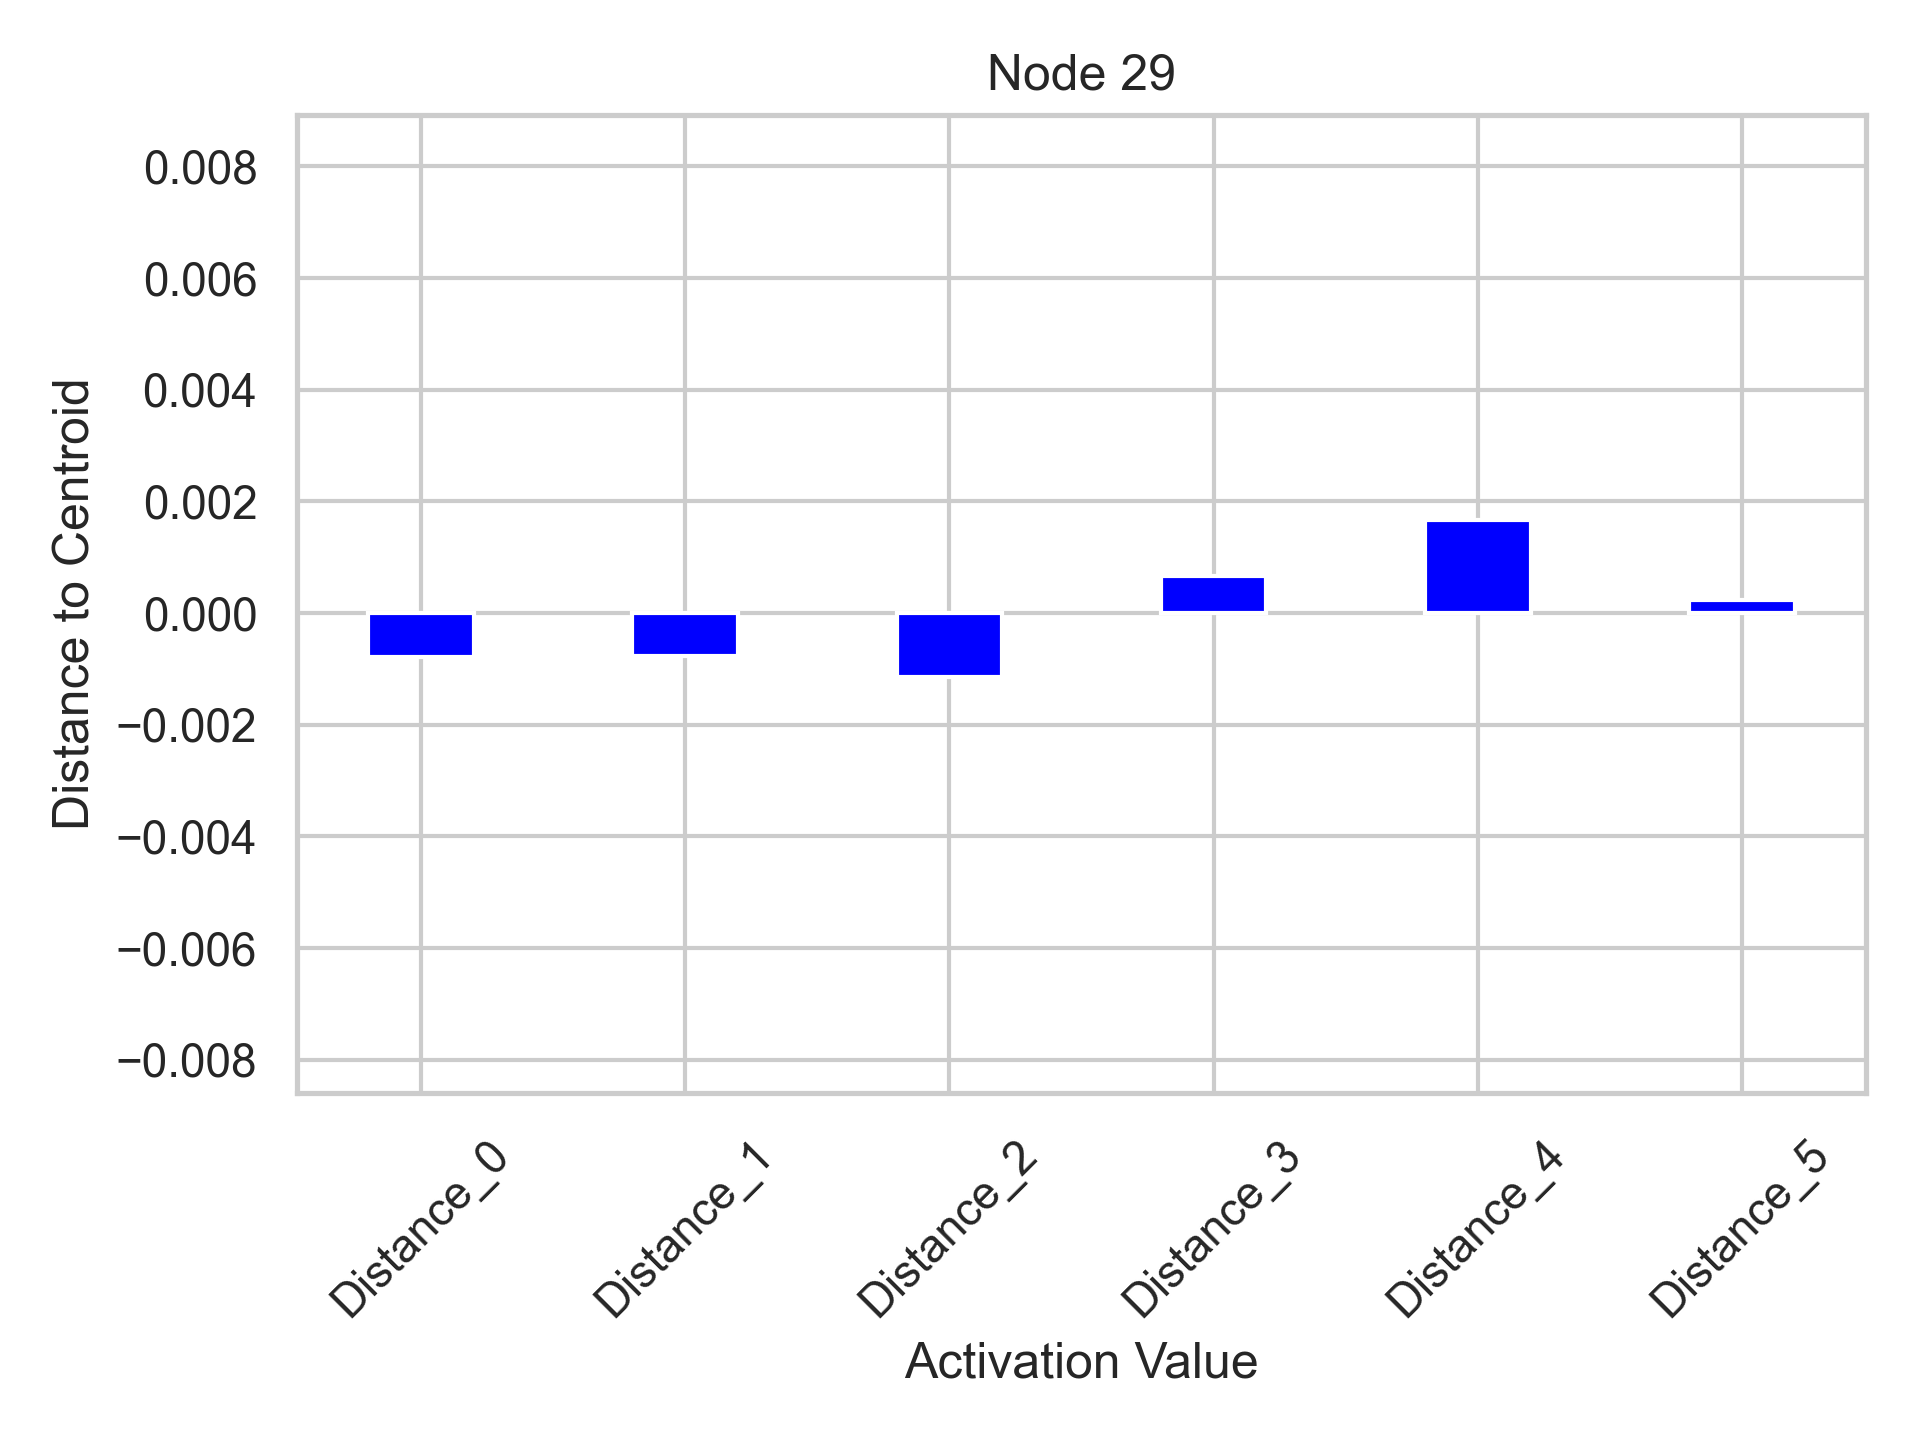 Node 29
0.008
0.006
0.004
0.002
0.000
−0.002
−0.004
−0.006
−0.008
Distance to Centroid
Distance_0
Distance_1
Distance_2
Distance_3
Distance_4
Distance_5
Activation Value